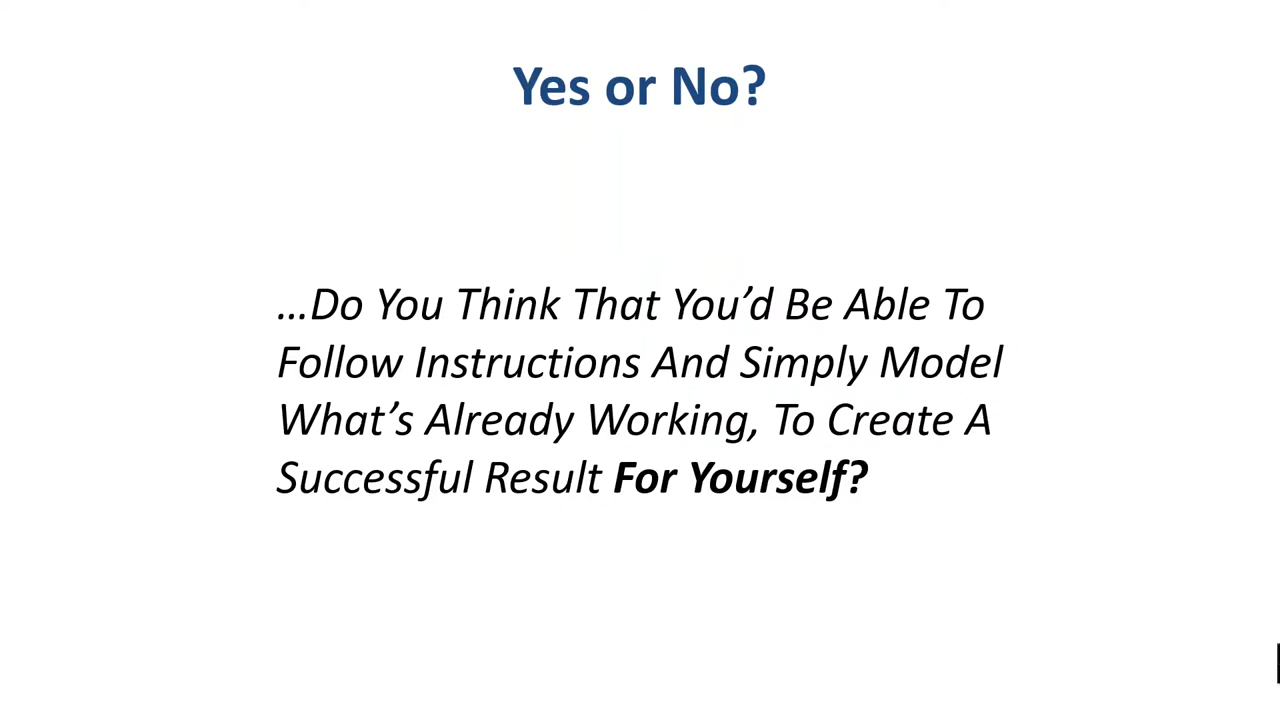 Yes or No?
…Do You Think That You’d Be Able To
Follow Instructions And Simply Model
What’s Already Working, To Create A
Successful Result For Yourself?